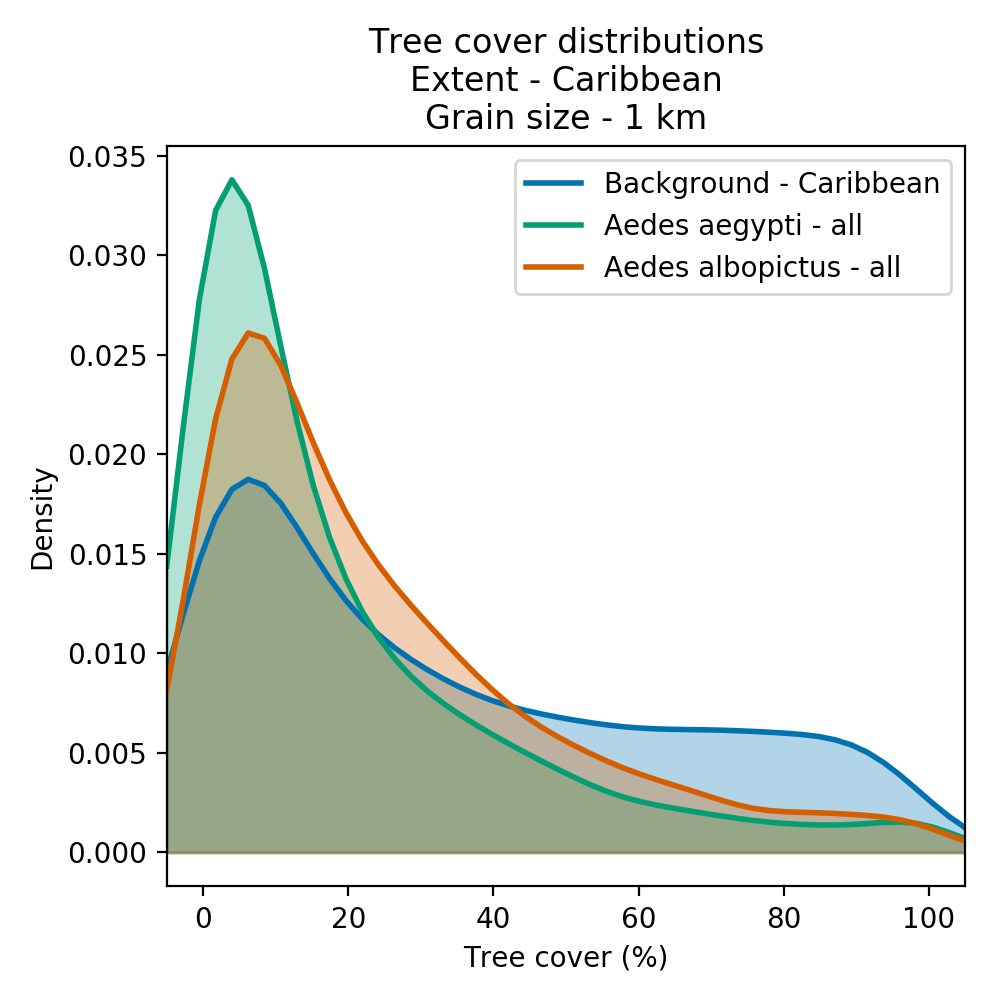 Tree cover distributions
Extent - Caribbean
Grain size - 1 km
Background - Caribbean
Aedes aegypti - all
Aedes albopictus - all
0.035
0.030
0.025
0.020
0.015
0.010
0.005
0.000
Density
0 20 40 60 80 100
Tree cover (%)